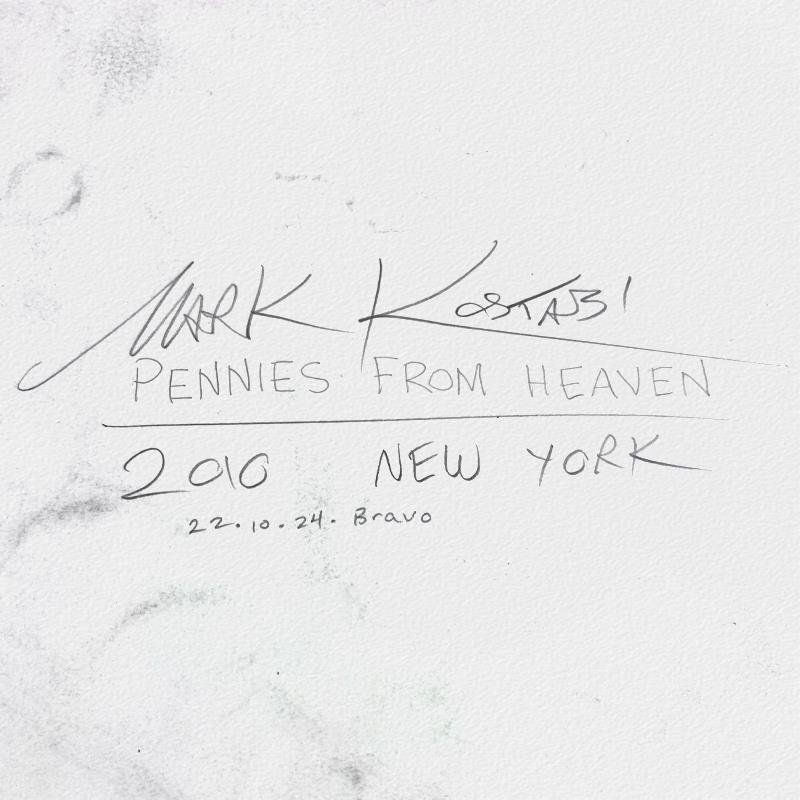 MARK KOSTABI
PENNIES FROM HEAVEN
2010 NEW YORK
22.10.24. Bravo